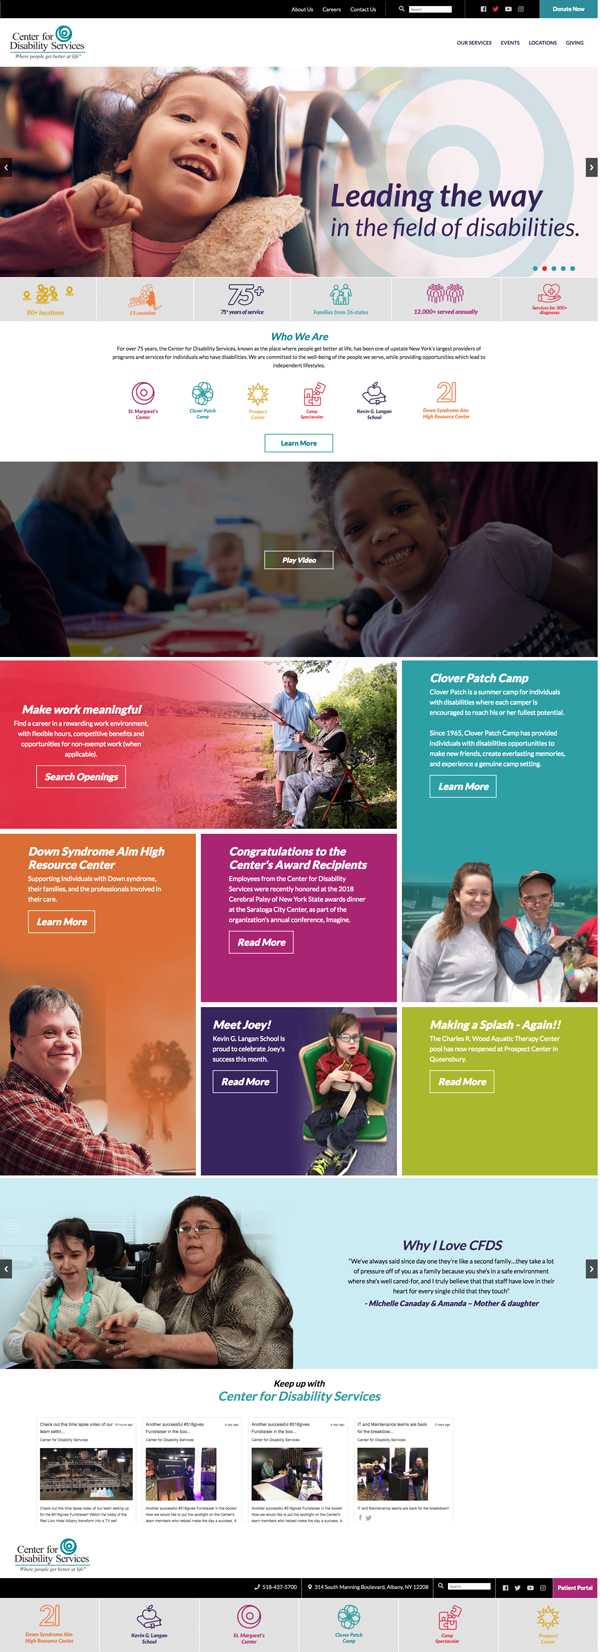 About Us Careers Contact Us Search Donate Now
Center for
Disability Services
Where people get better at life™
OUR SERVICES EVENTS LOCATIONS GIVING
Leading the way
in the field of disabilities.
80+ locations
15 counties
75+
75+ years of service
Families from 26 states
12,000+ served annually
Services for 300+
diagnoses
Who We Are
For over 75 years, the Center for Disability Services, known as the place where people get better at life, has been one of upstate New York's largest providers of
programs and services for individuals who have disabilities. We are committed to the well-being of the people we serve, while providing opportunities which lead to
independent lifestyles.
St. Margaret's
Center
Clover Patch
Camp
Prospect
Center
Camp
Spectacular
Kevin G. Langan
School
21
Down Syndrome Aim
High Resource Center
Learn More
Play Video
Make work meaningful
Find a career in a rewarding work environment,
with flexible hours, competitive benefits and
opportunities for non-exempt work (when
applicable).
Search Openings
Clover Patch Camp
Clover Patch is a summer camp for individuals
with disabilities where each camper is
encouraged to reach his or her fullest potential.
Since 1965, Clover Patch Camp has provided
individuals with disabilities opportunities to
make new friends, create everlasting memories,
and experience a genuine camp setting.
Learn More
Down Syndrome Aim High
Resource Center
Supporting Individuals with Down syndrome,
their families, and the professionals involved in
their care.
Learn More
Congratulations to the
Center's Award Recipients
Employees from the Center for Disability
Services were recently honored at the 2018
Cerebral Palsy of New York State awards dinner
at the Saratoga City Center, as part of the
organization's annual conference, Imagine.
Read More
Meet Joey!
Kevin G. Langan School is
proud to celebrate Joey's
success this month.
Read More
Making a Splash - Again!!
The Charles R. Wood Aquatic Therapy Center
pool has now reopened at Prospect Center in
Queensbury.
Read More
Why I Love CFDS
"We've always said since day one they're like a second family...they take a lot
of pressure off of you as a family because you she's in a safe environment
where she's well cared-for, and I truly believe that that staff have love in their
heart for every single child that they touch"
- Michelle Canaday & Amanda – Mother & daughter
Keep up with
Center for Disability Services
Check out this time lapse video of our
team settin...
19 hours ago
Center for Disability Services
Check out this time lapse video of our team setting up
for the #518gives Fundraiser! Watch the lobby of the
Red Lion Hotel Albany transform into a TV sell
Another successful #518gives
Fundraiser in the boo...
a day ago
Center for Disability Services
Another successful #518gives Fundraiser in the books!
Now we would like to put the spotlight on the Center's
team members who helped make the day a success. A
Another successful #518gives
Fundraiser in the boo...
a day ago
Center for Disability Services
Another successful #518gives Fundraiser in the books!
Now we would like to put the spotlight on the Center's
team members who helped make the day a success. A
IT and Maintenance teams are back
for the breakdow...
2 days ago
Center for Disability Services
IT and Maintenance teams are back for the breakdown!
Center for
Disability Services
Where people get better at life™
518-437-5700 314 South Manning Boulevard, Albany, NY 12208 Search Patient Portal
21
Down Syndrome Aim
High Resource Center
Kevin G. Langan
School
St. Margaret's
Center
Clover Patch
Camp
Camp
Spectacular
Prospect
Center